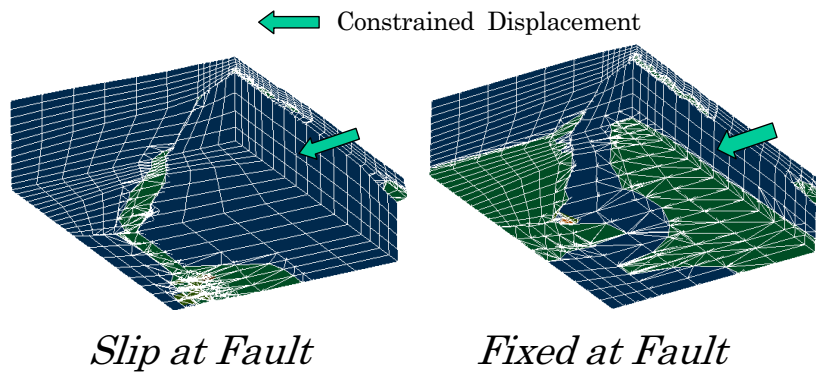 Constrained Displacement
Slip at Fault
Fixed at Fault